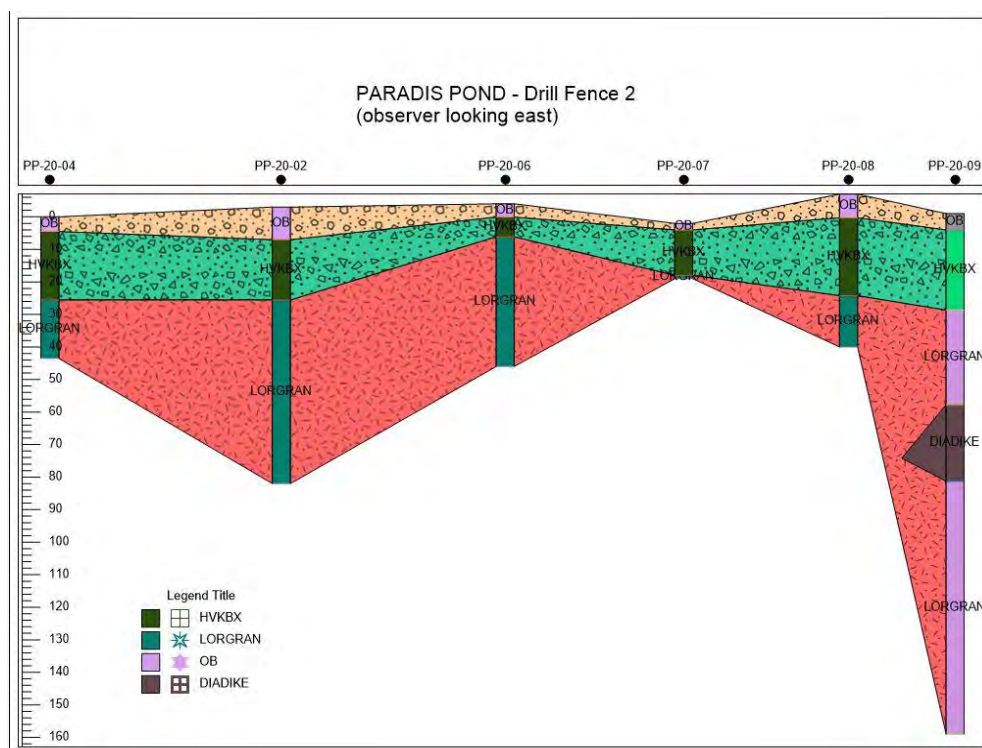 PARADIS POND - Drill Fence 2
(observer looking east)
PP-20-04 PP-20-02 PP-20-06 PP-20-07 PP-20-08 PP-20-09
0
10
20
30
40
50
60
70
80
90
100
110
120
130
140
150
160
OB OB OB OB OB
HVKBX HVKBX HVKBX HVKBX HVKBX HVKBX
LORGRAN LORGRAN LORGRAN LORGRAN LORGRAN LORGRAN
DIADIKE
LORGRAN
Legend Title
HVKBX
LORGRAN
OB
DIADIKE